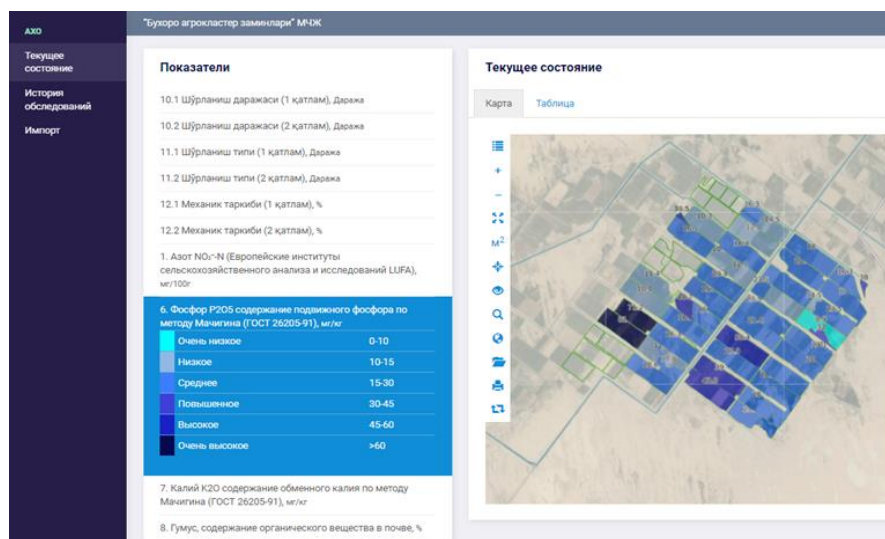 "Бухоро агрокластер заминлари" МЧЖ
АХО
Текущее
состояние
История
обследований
Импорт
Показатели
10.1 Шўрланиш даражаси (1 қатлам), Даража
10.2 Шўрланиш даражаси (2 қатлам), Даража
11.1 Шўрланиш типи (1 қатлам), Даража
11.2 Шўрланиш типи (2 қатлам), Даража
12.1 Механик таркиби (1 қатлам), %
12.2 Механик таркиби (2 қатлам), %
1. Азот NO₃-N (Европейские институты
сельскохозяйственного анализа и исследований LUFA),
мг/100г
6. Фосфор P2O5 содержание подвижного фосфора по
методу Мачигина (ГОСТ 26205-91), мг/кг
Очень низкое 0-10
Низкое 10-15
Среднее 15-30
Повышенное 30-45
Высокое 45-60
Очень высокое >60
7. Калий K2O содержание обменного калия по методу
Мачигина (ГОСТ 26205-91), мг/кг
8. Гумус, содержание органического вещества в почве, %
Текущее состояние
Карта Таблица
+
−
М²